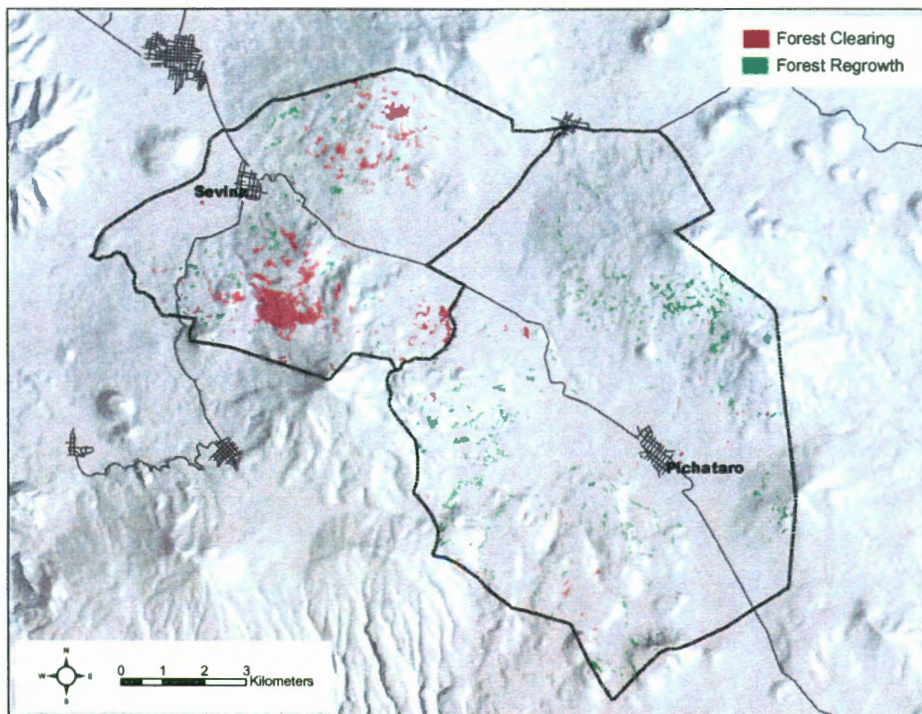 Forest Clearing
Forest Regrowth
Sevina
Pichataro
N
W E
S
0 1 2 3
Kilometers